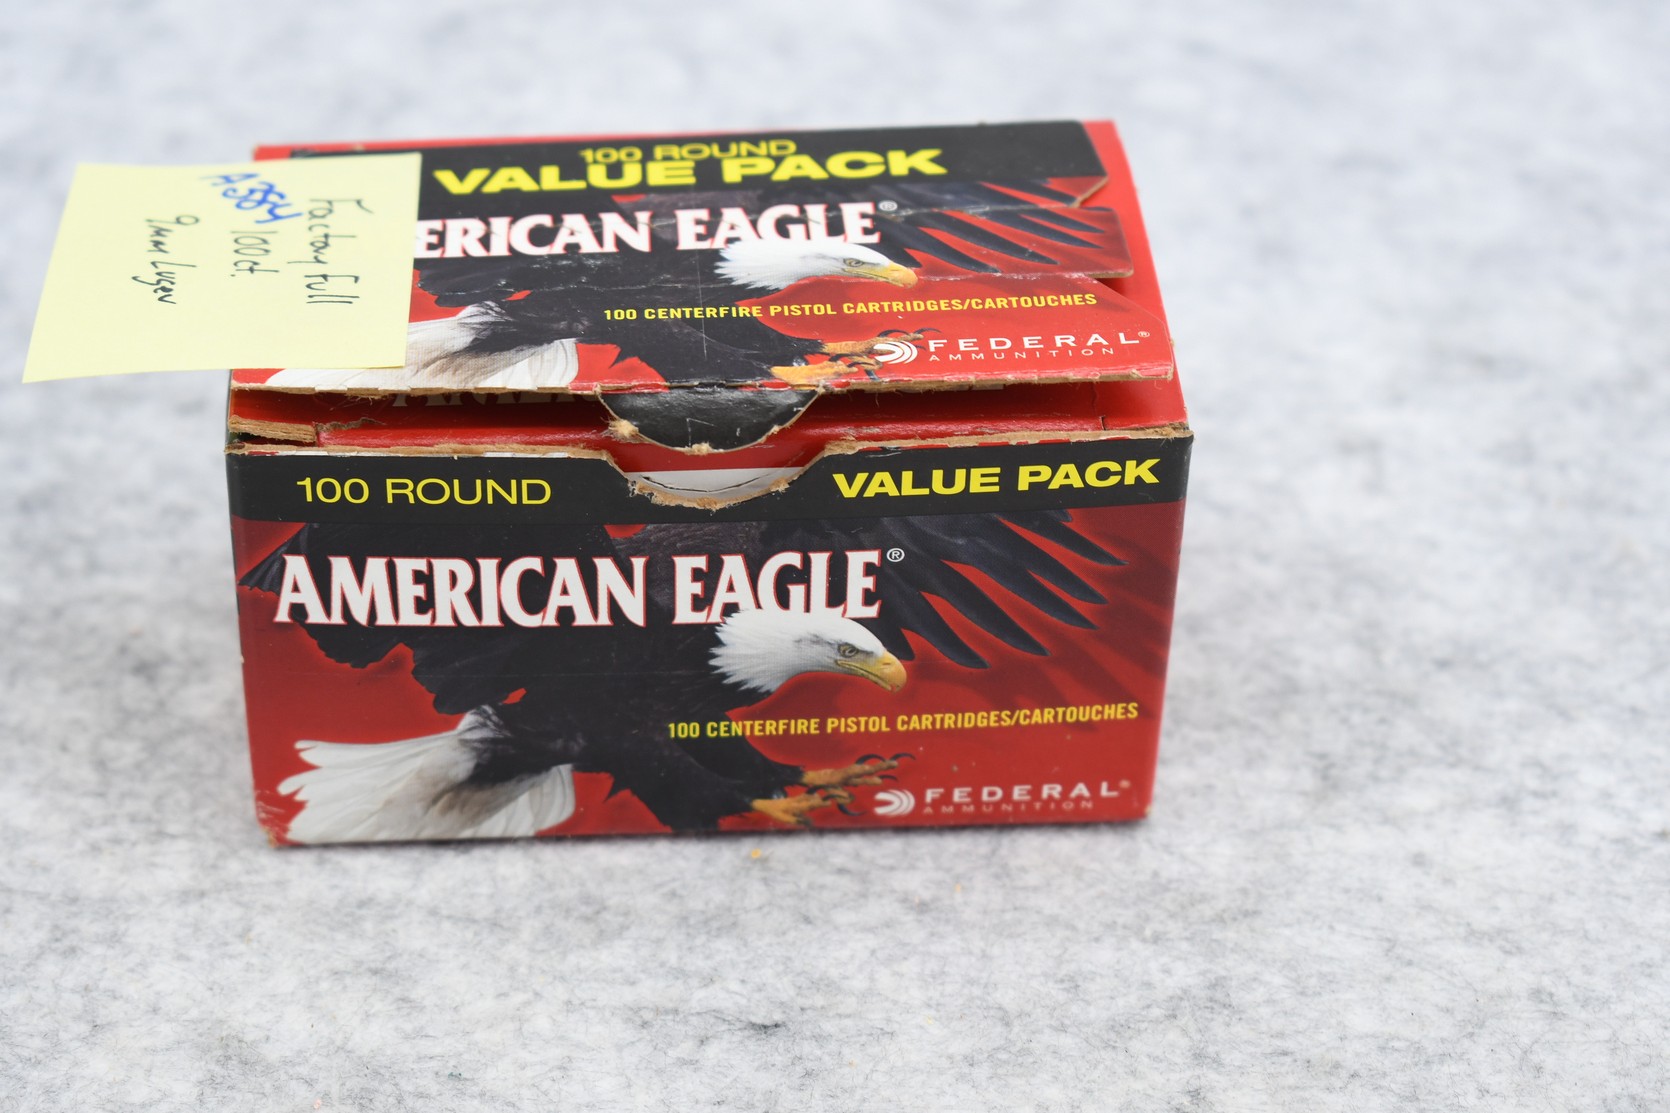 Factory Full
A384 100ct.
9mm Luger
100 ROUND
VALUE PACK
ERICAN EAGLE®
100 CENTERFIRE PISTOL CARTRIDGES/CARTOUCHES
FEDERAL®
AMMUNITION
100 ROUND VALUE PACK
AMERICAN EAGLE®
100 CENTERFIRE PISTOL CARTRIDGES/CARTOUCHES
FEDERAL®
AMMUNITION